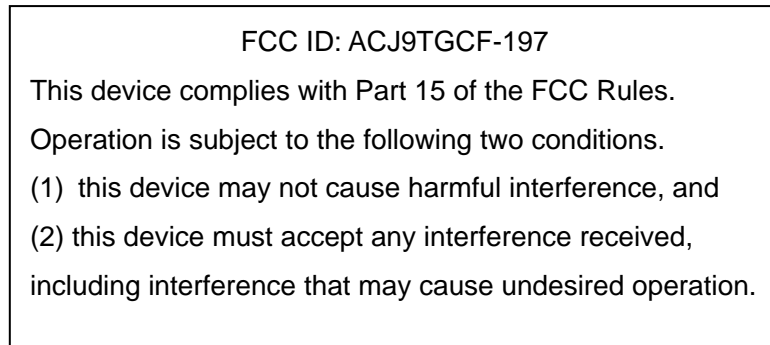 FCC ID: ACJ9TGCF-197
This device complies with Part 15 of the FCC Rules.
Operation is subject to the following two conditions.
(1) this device may not cause harmful interference, and
(2) this device must accept any interference received,
including interference that may cause undesired operation.